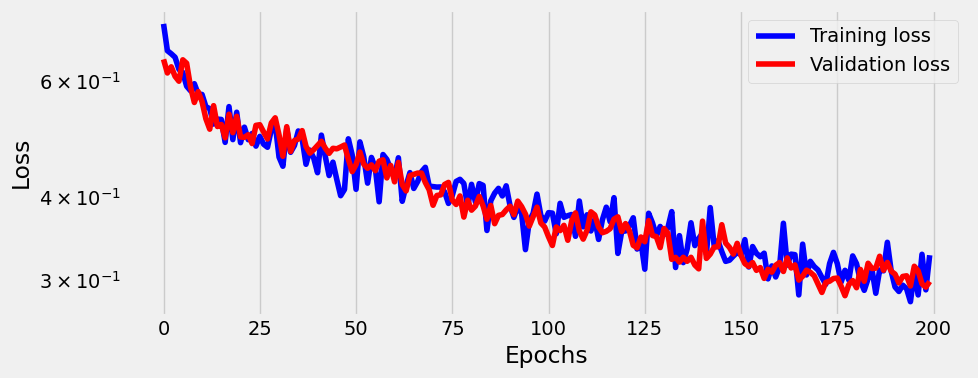 Training loss
Validation loss
6 × 10⁻¹
4 × 10⁻¹
3 × 10⁻¹
Loss
0 25 50 75 100 125 150 175 200
Epochs